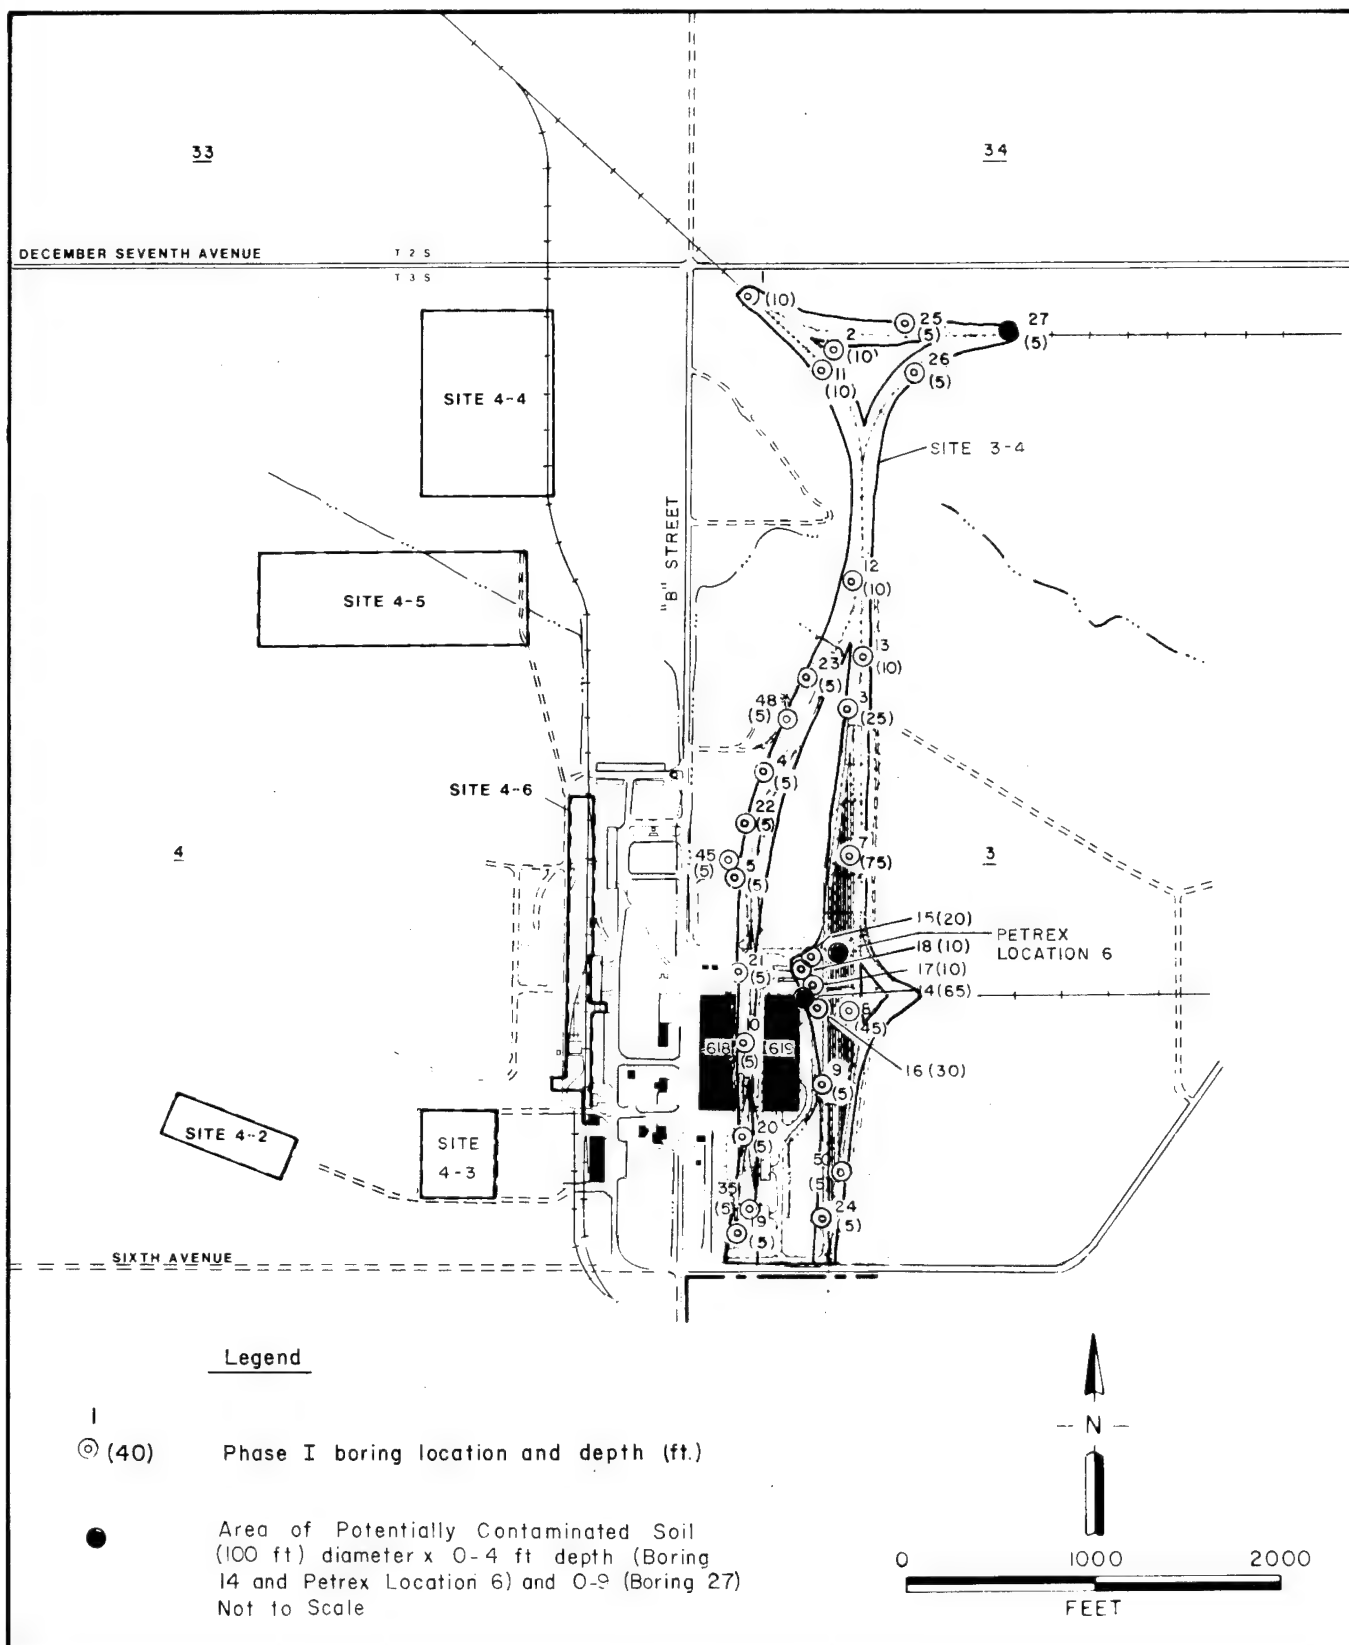 33
34
DECEMBER SEVENTH AVENUE
T 2 S
T 3 S
1
(10)
25
(5)
27
(5)
2
(10)
26
(5)
11
(10)
SITE 4-4
SITE 3-4
"B" STREET
12
(10)
SITE 4-5
13
(10)
23
(5)
48
(5)
3
(25)
4
(5)
SITE 4-6
22
(5)
4
45
(5)
5
(5)
7
(75)
3
15(20)
PETREX
LOCATION 6
18(10)
21
(5)
17(10)
14(65)
8
(45)
10
(5)
618
619
16(30)
9
(5)
SITE 4-2
SITE
4-3
20
(5)
50
(5)
35
(5)
19
(5)
24
(5)
SIXTH AVENUE
Legend
1
(40)
Phase I boring location and depth (ft.)
N
Area of Potentially Contaminated Soil
(100 ft) diameter x 0-4 ft depth (Boring
14 and Petrex Location 6) and 0-9 (Boring 27)
Not to Scale
0 1000 2000
FEET